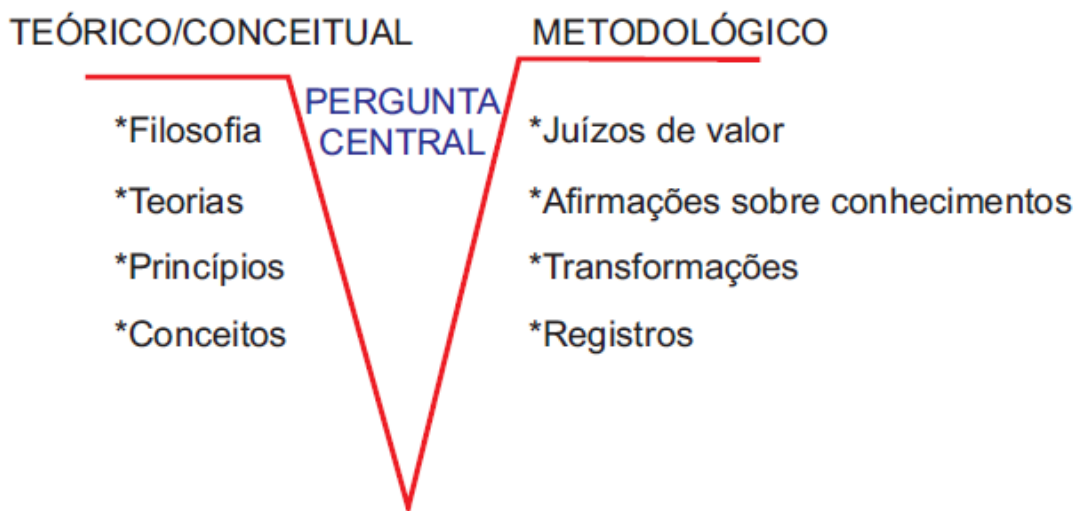 TEÓRICO/CONCEITUAL
METODOLÓGICO
PERGUNTA
CENTRAL
*Filosofia
*Teorias
*Princípios
*Conceitos
*Juízos de valor
*Afirmações sobre conhecimentos
*Transformações
*Registros